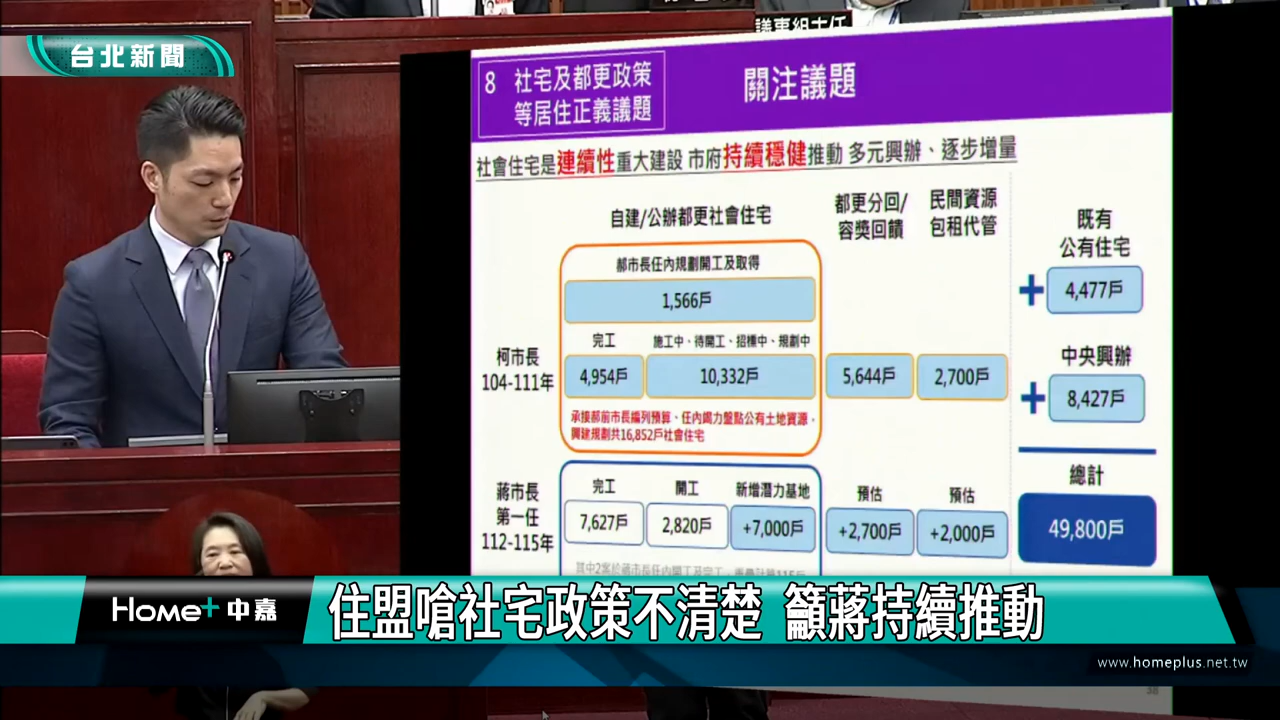 議事組主任
台北新聞
8 社宅及都更政策
等居住正義議題
關注議題
社會住宅是連續性重大建設 市府持續穩健推動 多元興辦、逐步增量
自建/公辦都更社會住宅
都更分回/
容獎回饋
民間資源
包租代管
既有
公有住宅
4,477戶
郝市長任內規劃開工及取得
1,566戶
完工
施工中、待開工、招標中、規劃中
柯市長
104-111年
4,954戶
10,332戶
5,644戶
2,700戶
中央興辦
8,427戶
承接郝前市長編列預算、任內竭力盤點公有土地資源,
興建規劃共16,852戶社會住宅
總計
49,800戶
蔣市長
第一任
112-115年
完工
開工
新增潛力基地
預估
預估
7,627戶
2,820戶
+7,000戶
+2,700戶
+2,000戶
Home+中嘉
住盟嗆社宅政策不清楚 籲蔣持續推動
www.homeplus.net.tw
38